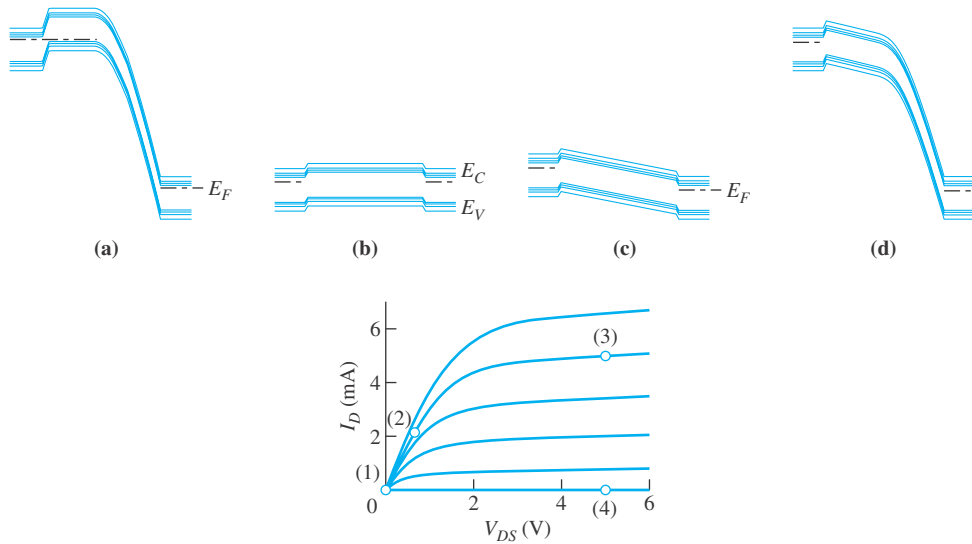 E_F
E_C
E_V
E_F
(a)
(b)
(c)
(d)
I_D (mA)
6
4
2
0
(1)
(2)
(3)
(4)
2
4
6
V_DS (V)